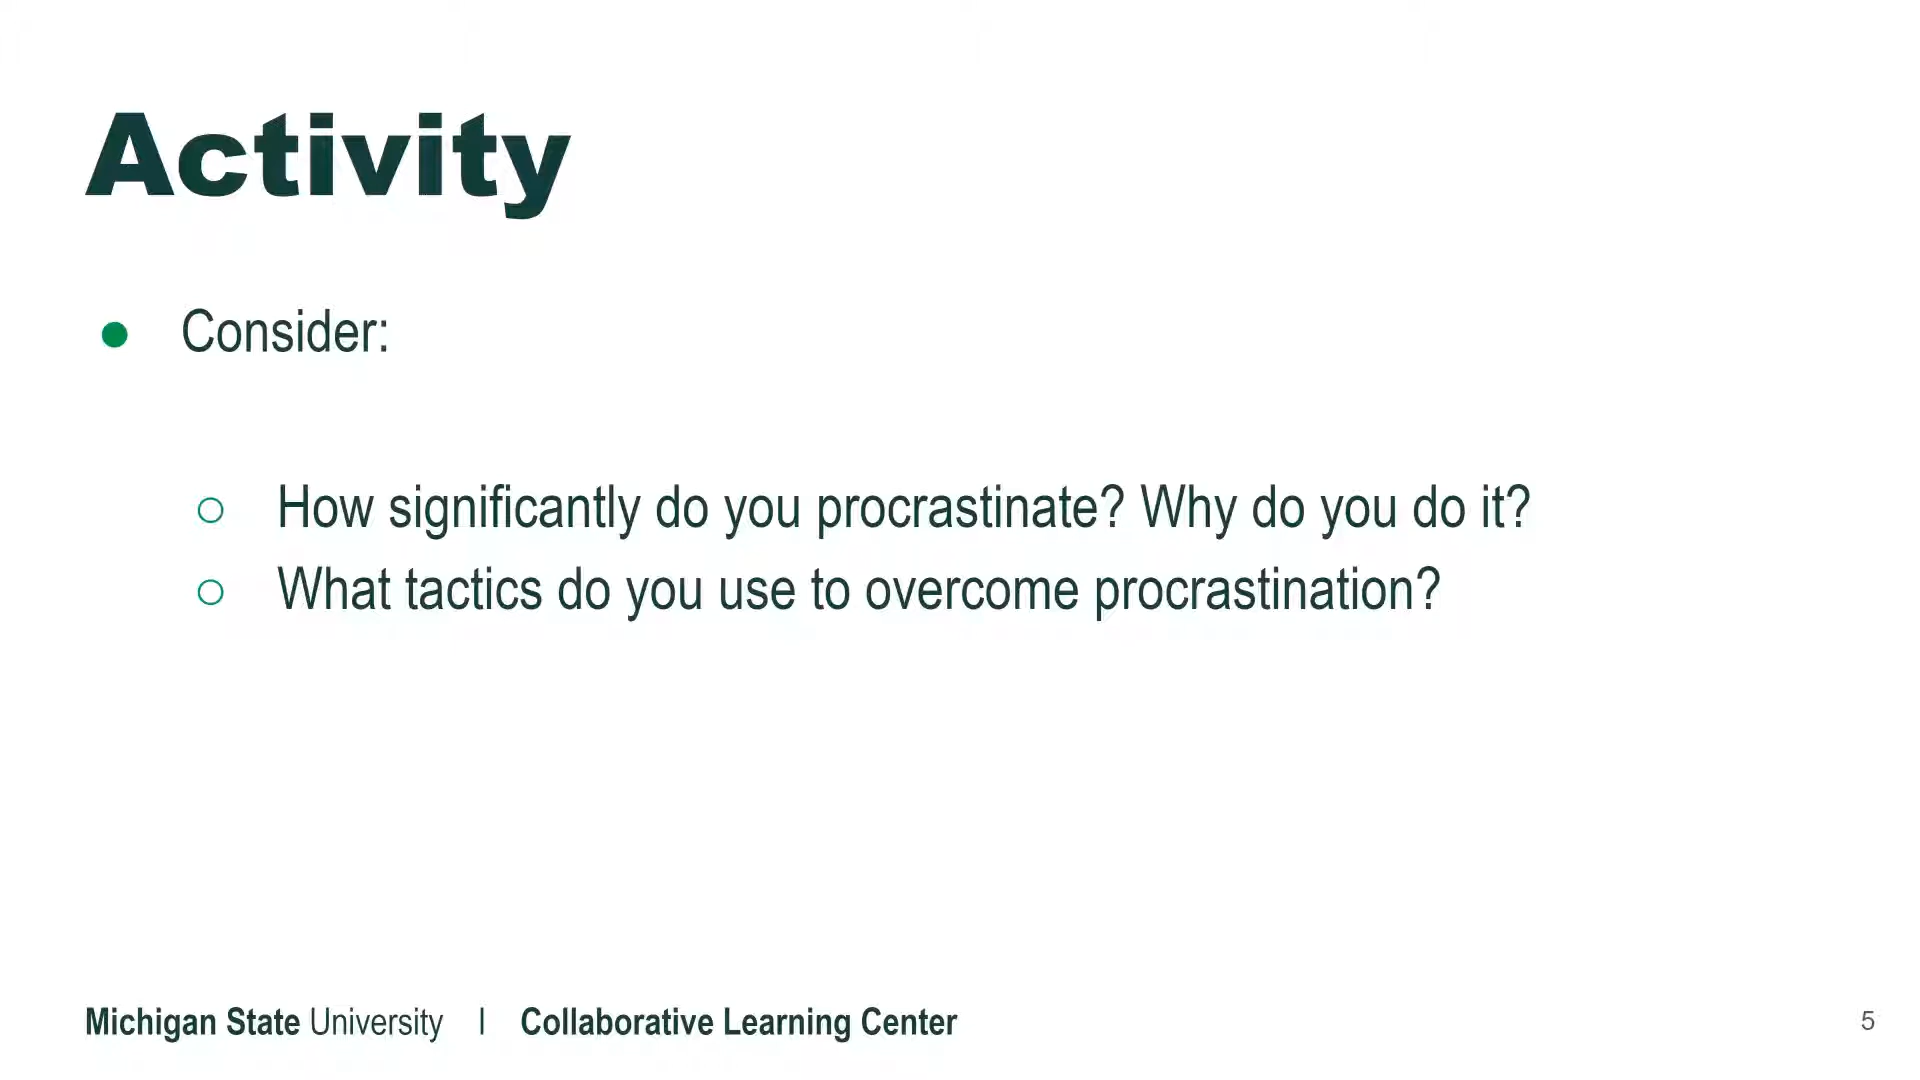 Activity
● Consider:
○ How significantly do you procrastinate? Why do you do it?
○ What tactics do you use to overcome procrastination?
Michigan State University | Collaborative Learning Center
5